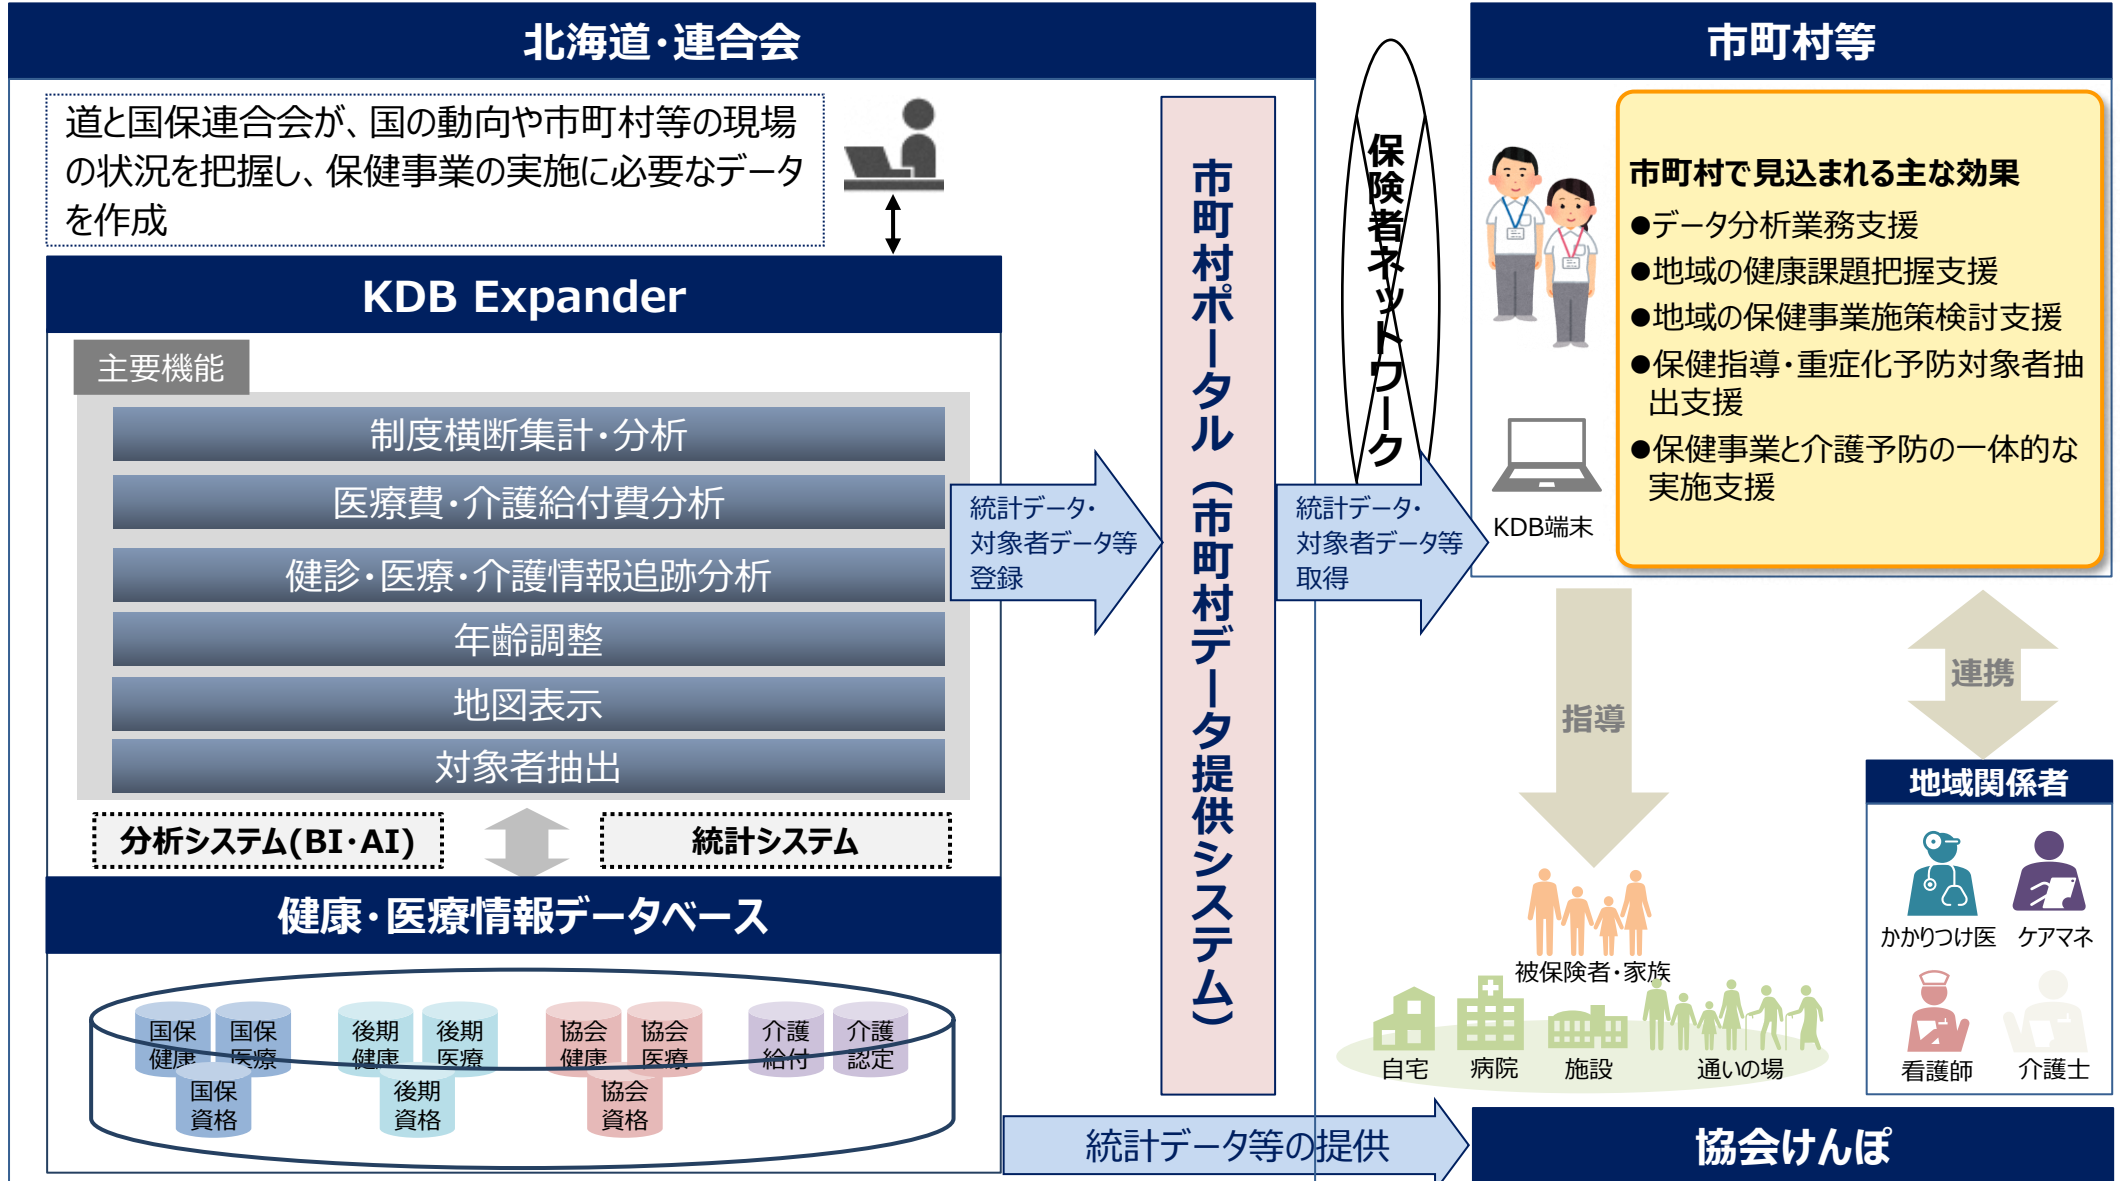 北海道･連合会
道と国保連合会が、国の動向や市町村等の現場
の状況を把握し、保健事業の実施に必要なデータ
を作成
KDB Expander
主要機能
制度横断集計･分析
医療費･介護給付費分析
健診･医療･介護情報追跡分析
年齢調整
地図表示
対象者抽出
分析システム(BI･AI)
統計システム
健康･医療情報データベース
国保
健康
国保
医療
国保
資格
後期
健康
後期
医療
後期
資格
協会
健康
協会
医療
協会
資格
介護
給付
介護
認定
統計データ･
対象者データ等
登録
市町村ポータル（市町村データ提供システム）
統計データ･
対象者データ等
取得
保険者ネットワーク
市町村等
KDB端末
市町村で見込まれる主な効果
●データ分析業務支援
●地域の健康課題把握支援
●地域の保健事業施策検討支援
●保健指導･重症化予防対象者抽
出支援
●保健事業と介護予防の一体的な
実施支援
指導
連携
被保険者･家族
自宅
病院
施設
通いの場
地域関係者
かかりつけ医
ケアマネ
看護師
介護士
統計データ等の提供
協会けんぽ